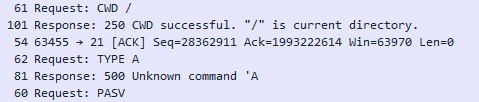 61 Request: CWD /
101 Response: 250 CWD successful. "/" is current directory.
54 63455 → 21 [ACK] Seq=28362911 Ack=1993222614 Win=63970 Len=0
62 Request: TYPE A
81 Response: 500 Unknown command 'A
60 Request: PASV